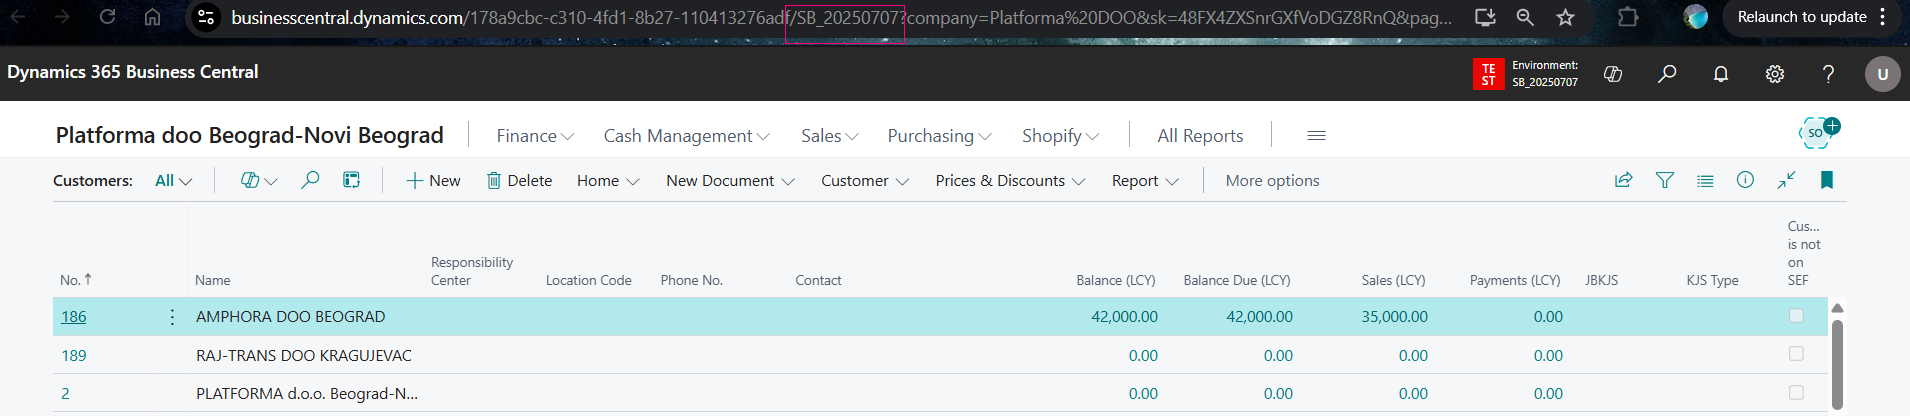 businesscentral.dynamics.com/178a9cbc-c310-4fd1-8b27-110413276adf/SB_20250707?company=Platforma%20DOO&sk=48FX4ZXSnrGXfVoDGZ8RnQ&pag... Relaunch to update
Dynamics 365 Business Central TEST Environment: SB_20250707 ? U
Platforma doo Beograd-Novi Beograd Finance Cash Management Sales Purchasing Shopify All Reports SO
Customers: All New Delete Home New Document Customer Prices & Discounts Report More options
No. Name Responsibility Center Location Code Phone No. Contact Balance (LCY) Balance Due (LCY) Sales (LCY) Payments (LCY) JBKJS KJS Type Cus... is not on SEF
186 AMPHORA DOO BEOGRAD 42,000.00 42,000.00 35,000.00 0.00
189 RAJ-TRANS DOO KRAGUJEVAC 0.00 0.00 0.00 0.00
2 PLATFORMA d.o.o. Beograd-N... 0.00 0.00 0.00 0.00